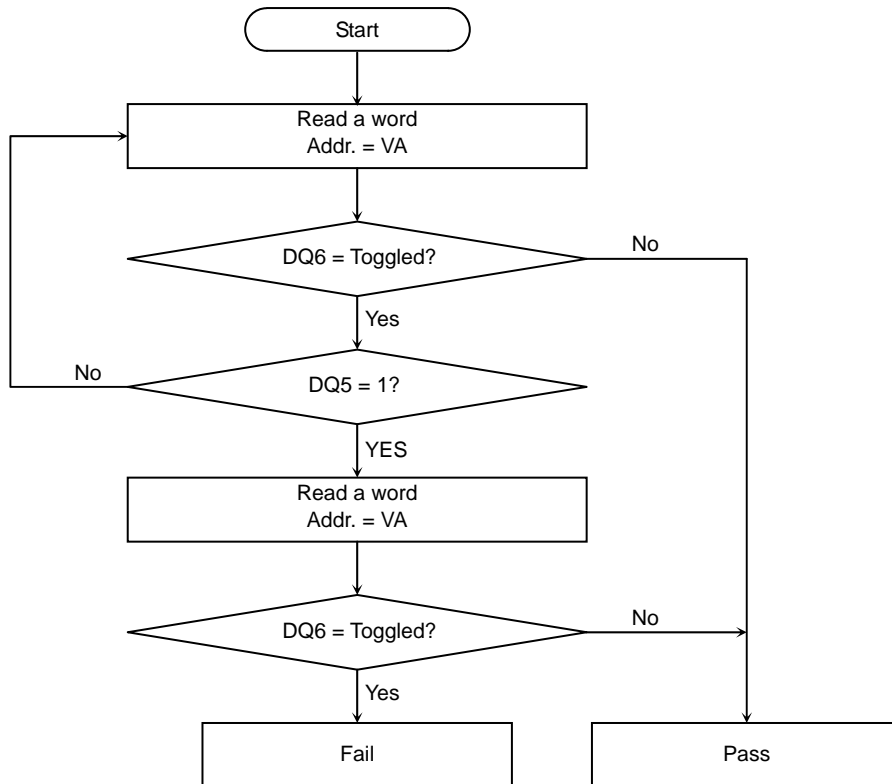 Start
Read a word
Addr. = VA
DQ6 = Toggled?
No
Yes
No
DQ5 = 1?
YES
Read a word
Addr. = VA
DQ6 = Toggled?
No
Yes
Fail
Pass